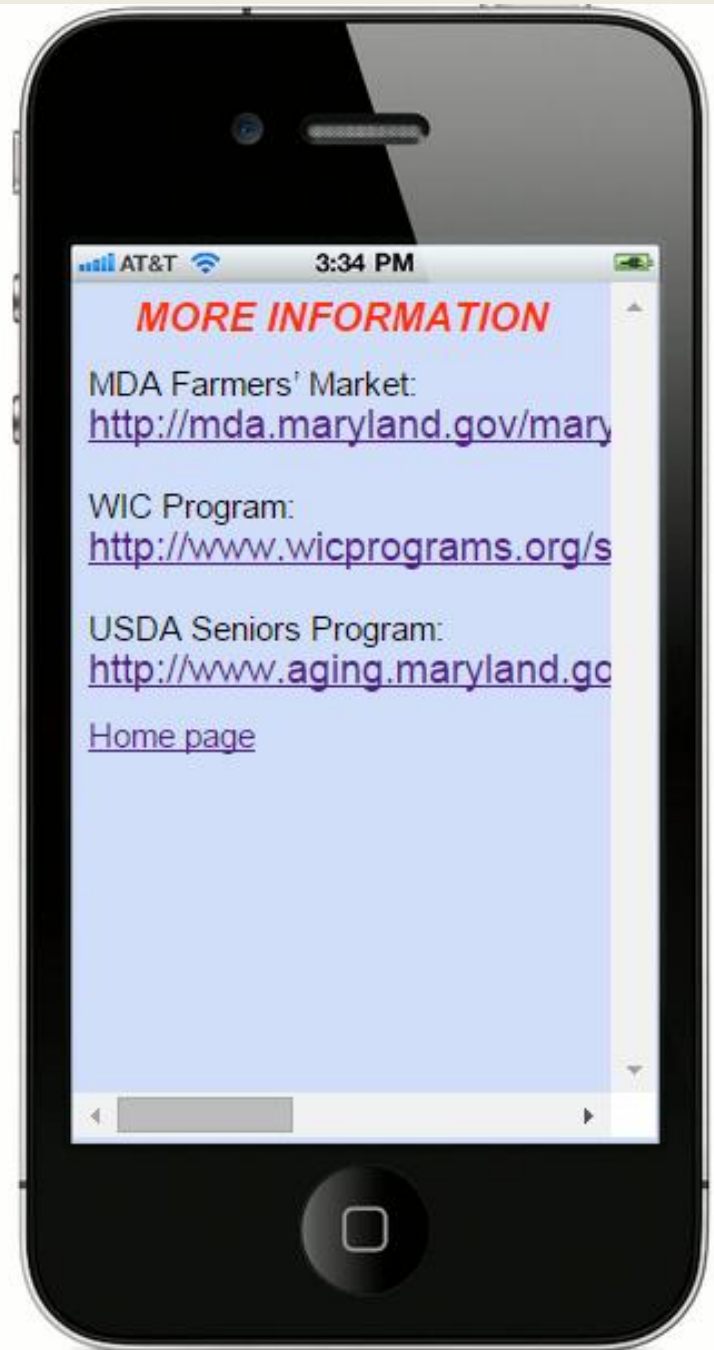 AT&T 3:34 PM
MORE INFORMATION
MDA Farmers' Market:
http://mda.maryland.gov/mary
WIC Program:
http://www.wicprograms.org/s
USDA Seniors Program:
http://www.aging.maryland.go
Home page